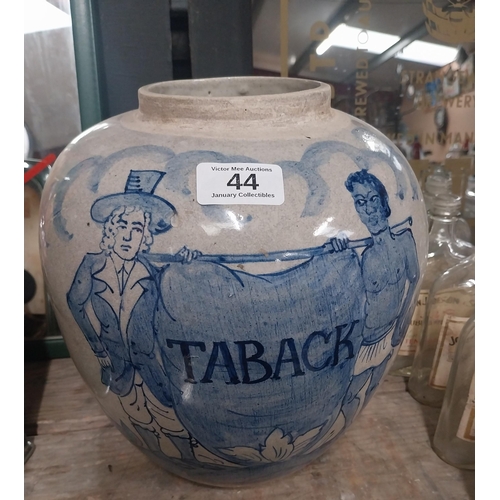 Victor Mee Auctions
44
January Collectibles
TABACK